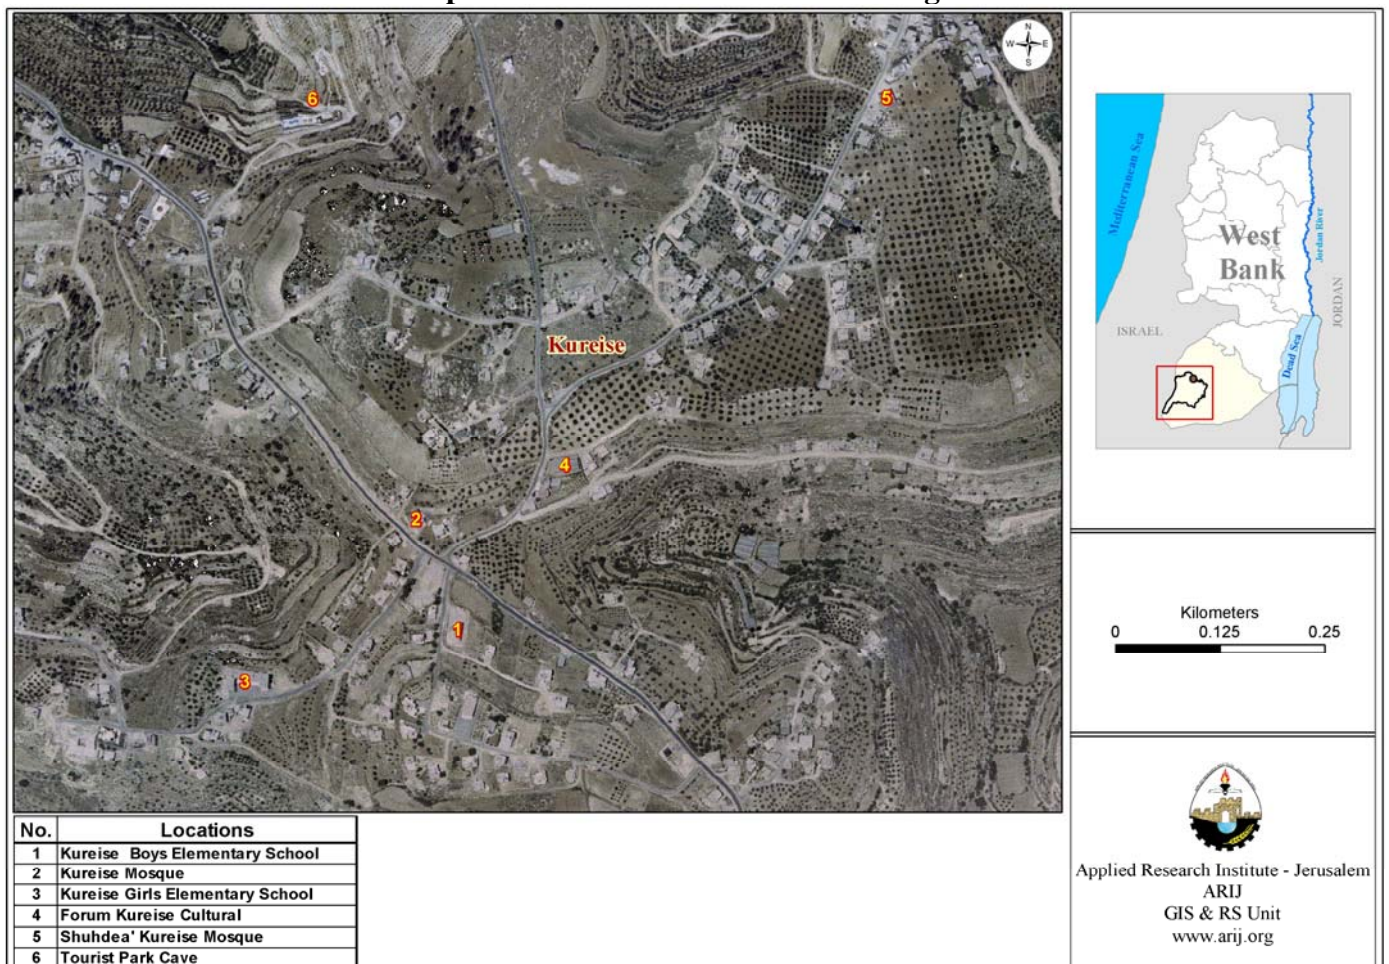 N
W E
S
6
5
Kureise
4
2
1
3
Mediterranean Sea
West
Bank
Jordan River
JORDAN
ISRAEL
Dead Sea
Kilometers
0 0.125 0.25
No. Locations
1 Kureise Boys Elementary School
2 Kureise Mosque
3 Kureise Girls Elementary School
4 Forum Kureise Cultural
5 Shuhdea' Kureise Mosque
6 Tourist Park Cave
Applied Research Institute - Jerusalem
ARIJ
GIS & RS Unit
www.arij.org